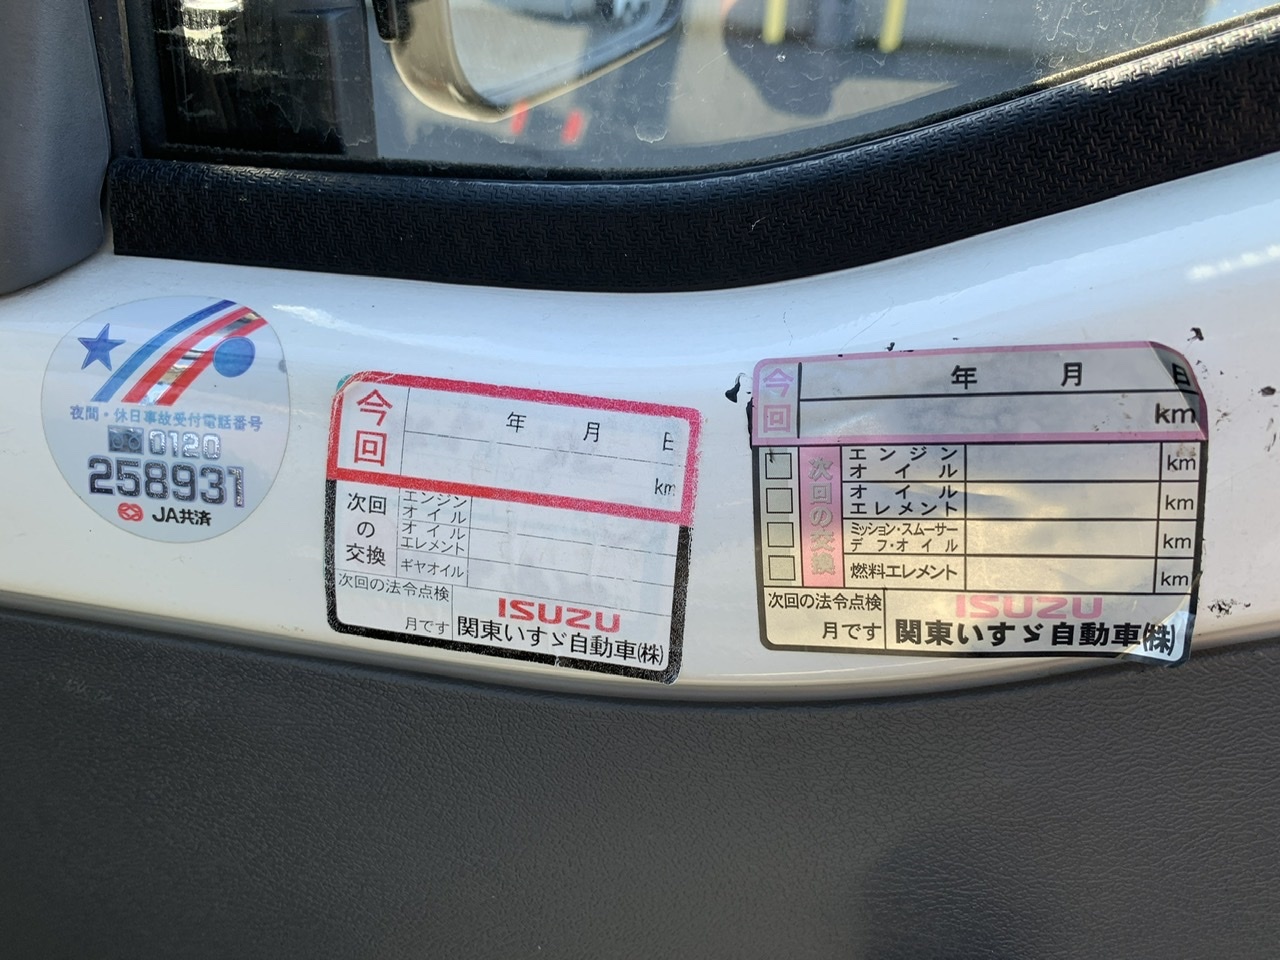 夜間・休日事故受付電話番号
0120
258931
JA共済
今回
年 月 日
km
次回の交換
エンジンオイル
オイルエレメント
ギヤオイル
次回の法令点検
月です
ISUZU
関東いすゞ自動車(株)
今回
年 月 日
km
次回の交換
エンジンオイル km
オイルエレメント km
ミッション・スムーサー
デフ・オイル km
燃料エレメント km
次回の法令点検
月です
ISUZU
関東いすゞ自動車(株)